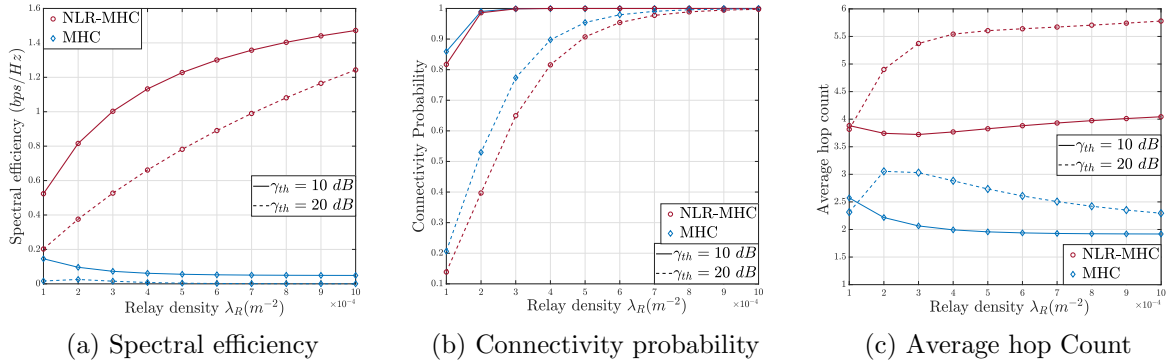 NLR-MHC
MHC
γth = 10 dB
γth = 20 dB
Spectral efficiency (bps/Hz)
0
0.2
0.4
0.6
0.8
1
1.2
1.4
1.6
1 2 3 4 5 6 7 8 9 10
×10⁻⁴
Relay density λR(m⁻²)
(a) Spectral efficiency
Connectivity Probability
1
0.9
0.8
0.7
0.6
0.5
0.4
0.3
0.2
0.1
NLR-MHC
MHC
γth = 10 dB
γth = 20 dB
1 2 3 4 5 6 7 8 9 10
×10⁻⁴
Relay density λR(m⁻²)
(b) Connectivity probability
Average hop count
6
5.5
5
4.5
4
3.5
3
2.5
2
1.5
1
γth = 10 dB
γth = 20 dB
NLR-MHC
MHC
1 2 3 4 5 6 7 8 9 10
×10⁻⁴
Relay density λR(m⁻²)
(c) Average hop Count